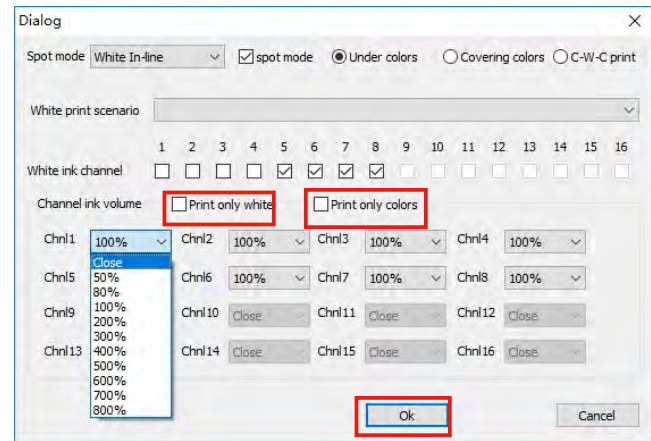 Dialog
Spot mode White In-line spot mode Under colors Covering colors C-W-C print
White print scenario
1 2 3 4 5 6 7 8 9 10 11 12 13 14 15 16
White ink channel
Channel ink volume Print only white Print only colors
Chnl1 100% Chnl2 100% Chnl3 100% Chnl4 100%
Close
Chnl5 50% Chnl6 100% Chnl7 100% Chnl8 100%
80%
100%
Chnl9 200% Chnl10 Close Chnl11 Close Chnl12 Close
300%
Chnl13 400% Chnl14 Close Chnl15 Close Chnl16 Close
500%
600%
700%
800%
Ok Cancel